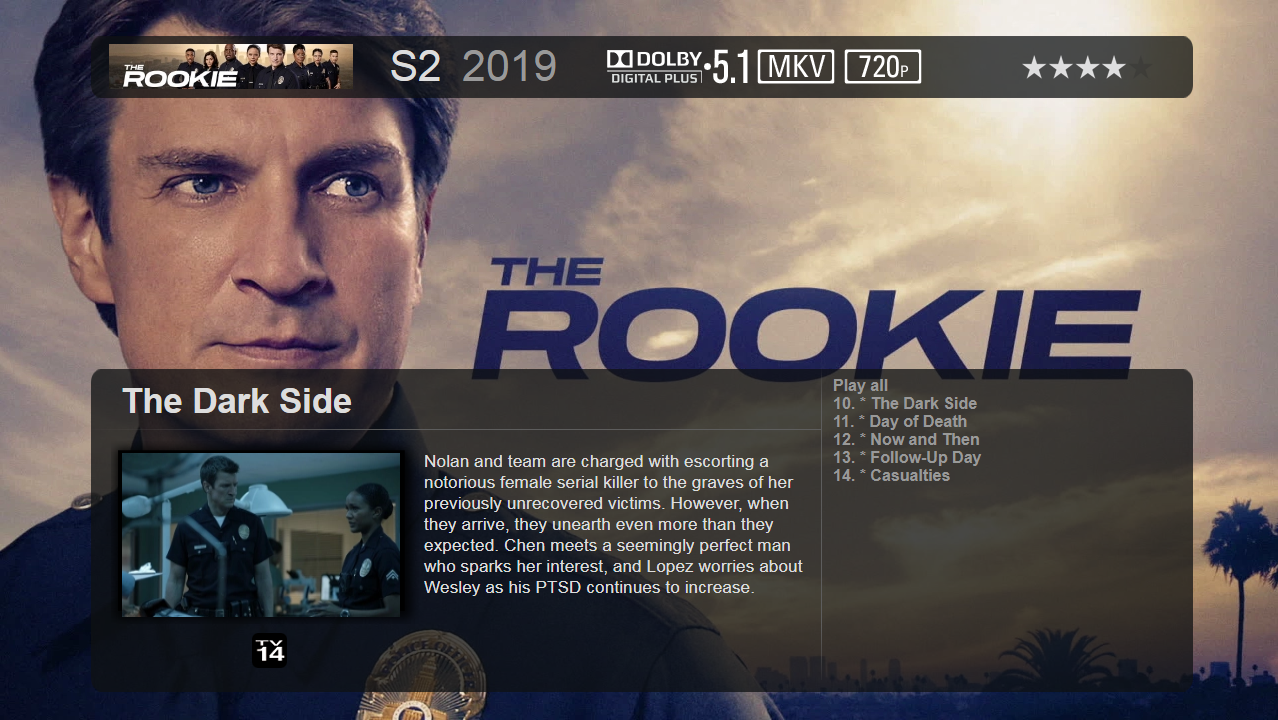 THE
ROOKIE
S2 2019
DOLBY
DIGITAL PLUS
5.1
MKV
720P
THE
ROOKIE
The Dark Side
Nolan and team are charged with escorting a
notorious female serial killer to the graves of her
previously unrecovered victims. However, when
they arrive, they unearth even more than they
expected. Chen meets a seemingly perfect man
who sparks her interest, and Lopez worries about
Wesley as his PTSD continues to increase.
TV
14
Play all
10. * The Dark Side
11. * Day of Death
12. * Now and Then
13. * Follow-Up Day
14. * Casualties